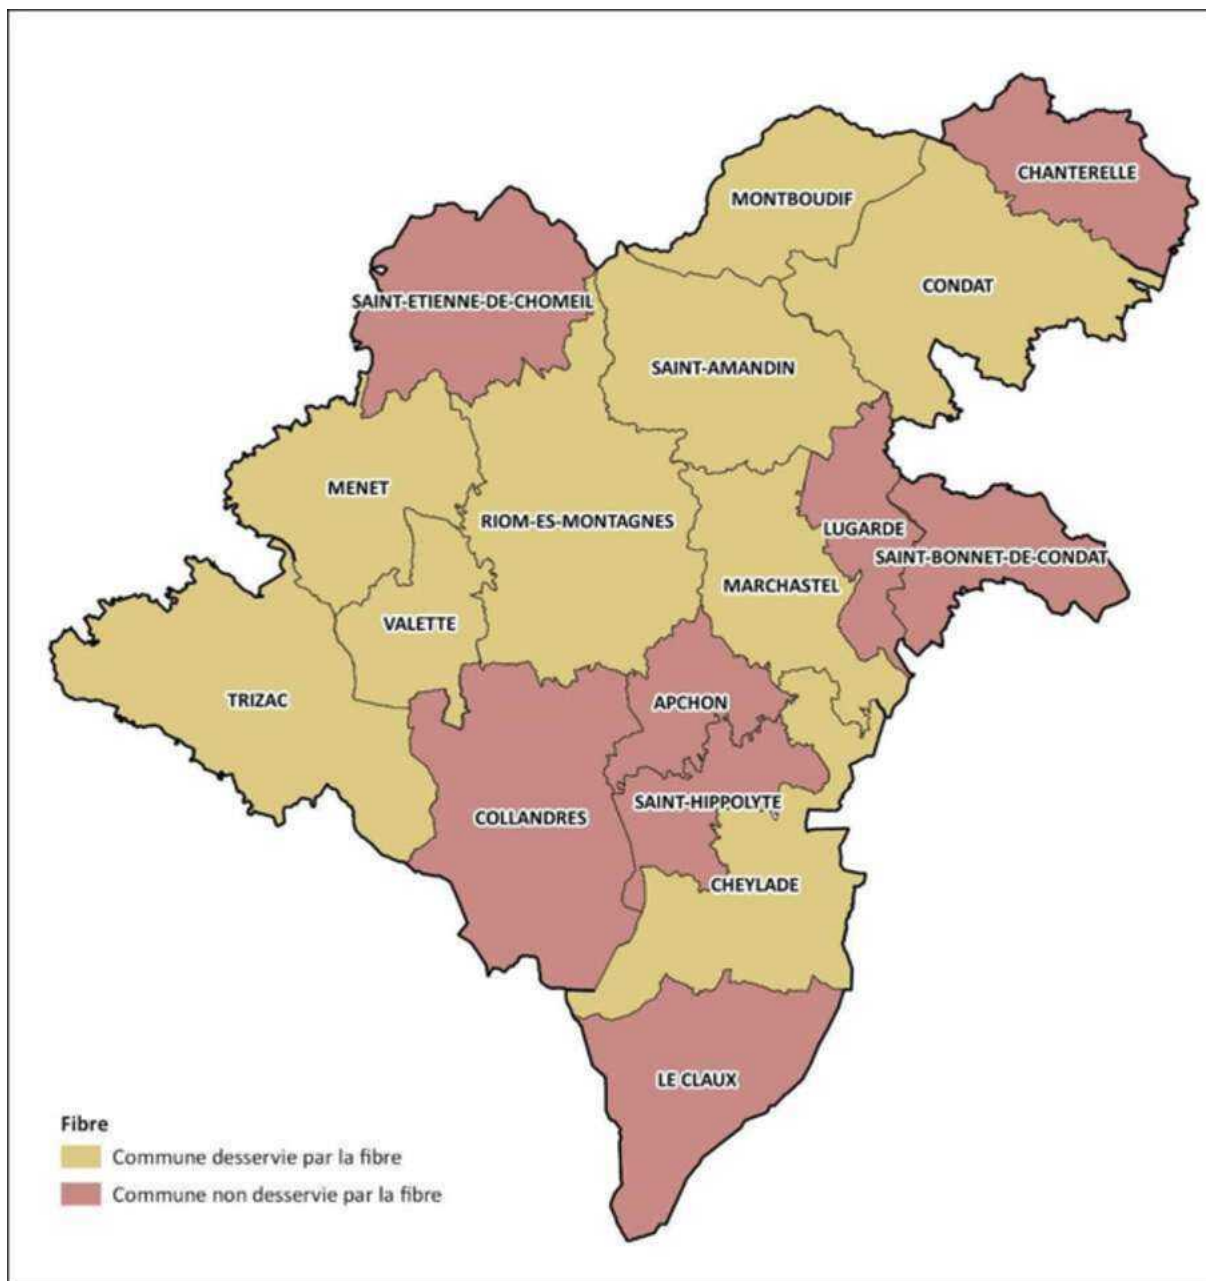 CHANTERELLE
MONTBOUDIF
CONDAT
SAINT-ETIENNE-DE-CHOMEIL
SAINT-AMANDIN
MENET
RIOM-ES-MONTAGNES
LUGARDE
SAINT-BONNET-DE-CONDAT
MARCHASTEL
VALETTE
TRIZAC
APCHON
SAINT-HIPPOLYTE
COLLANDRES
CHEYLADE
LE CLAUX
Fibre
Commune desservie par la fibre
Commune non desservie par la fibre